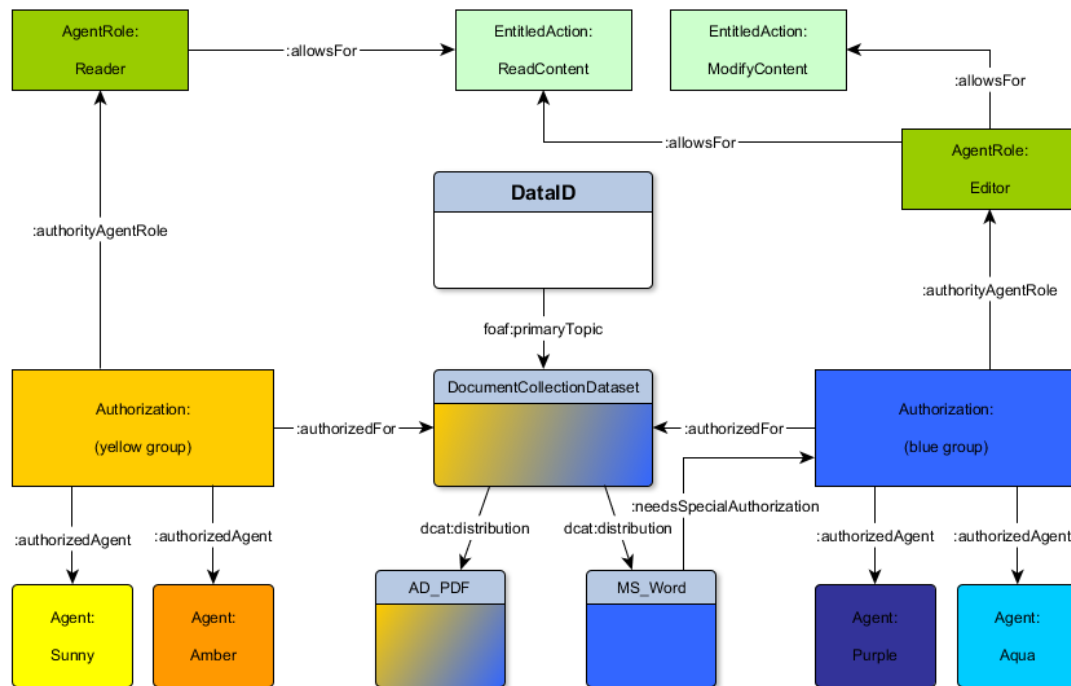 AgentRole:
Reader
:allowsFor
EntitledAction:
ReadContent
EntitledAction:
ModifyContent
:allowsFor
:allowsFor
AgentRole:
Editor
DataID
:authorityAgentRole
:authorityAgentRole
foaf:primaryTopic
Authorization:
(yellow group)
:authorizedFor
DocumentCollectionDataset
:authorizedFor
Authorization:
(blue group)
:needsSpecialAuthorization
:authorizedAgent
:authorizedAgent
dcat:distribution
dcat:distribution
:authorizedAgent
:authorizedAgent
Agent:
Sunny
Agent:
Amber
AD_PDF
MS_Word
Agent:
Purple
Agent:
Aqua